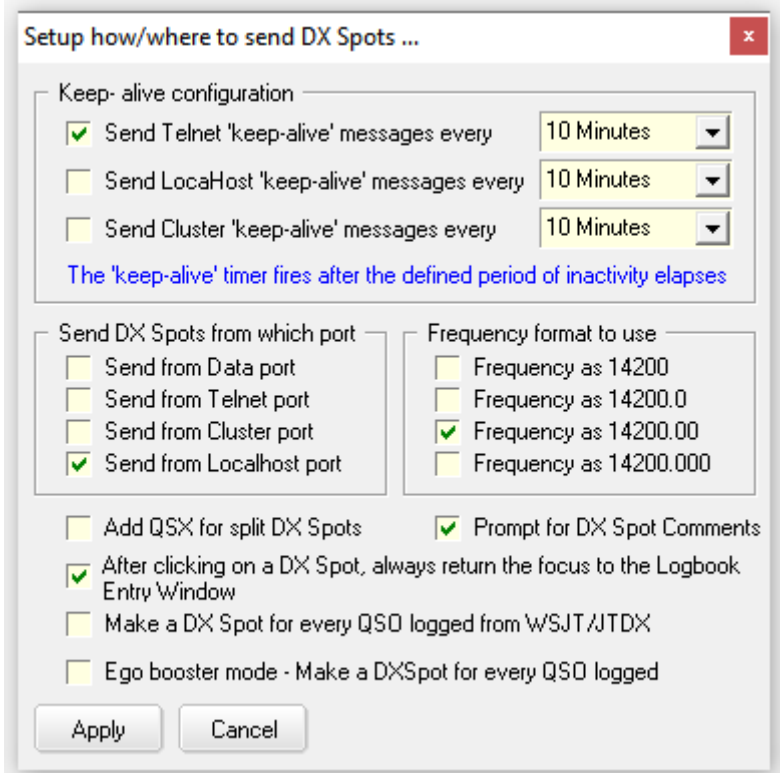 Setup how/where to send DX Spots ...
x
Keep- alive configuration
Send Telnet 'keep-alive' messages every
10 Minutes
Send LocaHost 'keep-alive' messages every
10 Minutes
Send Cluster 'keep-alive' messages every
10 Minutes
The 'keep-alive' timer fires after the defined period of inactivity elapses
Send DX Spots from which port
Send from Data port
Send from Telnet port
Send from Cluster port
Send from Localhost port
Frequency format to use
Frequency as 14200
Frequency as 14200.0
Frequency as 14200.00
Frequency as 14200.000
Add QSX for split DX Spots
Prompt for DX Spot Comments
After clicking on a DX Spot, always return the focus to the Logbook
Entry Window
Make a DX Spot for every QSO logged from WSJT/JTDX
Ego booster mode - Make a DXSpot for every QSO logged
Apply
Cancel